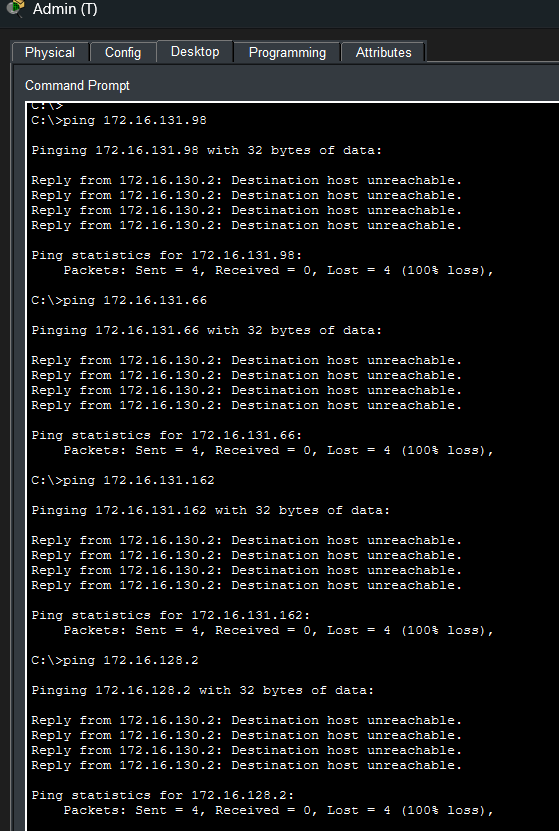 Admin (T)
Physical Config Desktop Programming Attributes
Command Prompt
C:\>
C:\>ping 172.16.131.98
Pinging 172.16.131.98 with 32 bytes of data:
Reply from 172.16.130.2: Destination host unreachable.
Reply from 172.16.130.2: Destination host unreachable.
Reply from 172.16.130.2: Destination host unreachable.
Reply from 172.16.130.2: Destination host unreachable.
Ping statistics for 172.16.131.98:
Packets: Sent = 4, Received = 0, Lost = 4 (100% loss),
C:\>ping 172.16.131.66
Pinging 172.16.131.66 with 32 bytes of data:
Reply from 172.16.130.2: Destination host unreachable.
Reply from 172.16.130.2: Destination host unreachable.
Reply from 172.16.130.2: Destination host unreachable.
Reply from 172.16.130.2: Destination host unreachable.
Ping statistics for 172.16.131.66:
Packets: Sent = 4, Received = 0, Lost = 4 (100% loss),
C:\>ping 172.16.131.162
Pinging 172.16.131.162 with 32 bytes of data:
Reply from 172.16.130.2: Destination host unreachable.
Reply from 172.16.130.2: Destination host unreachable.
Reply from 172.16.130.2: Destination host unreachable.
Reply from 172.16.130.2: Destination host unreachable.
Ping statistics for 172.16.131.162:
Packets: Sent = 4, Received = 0, Lost = 4 (100% loss),
C:\>ping 172.16.128.2
Pinging 172.16.128.2 with 32 bytes of data:
Reply from 172.16.130.2: Destination host unreachable.
Reply from 172.16.130.2: Destination host unreachable.
Reply from 172.16.130.2: Destination host unreachable.
Reply from 172.16.130.2: Destination host unreachable.
Ping statistics for 172.16.128.2:
Packets: Sent = 4, Received = 0, Lost = 4 (100% loss),